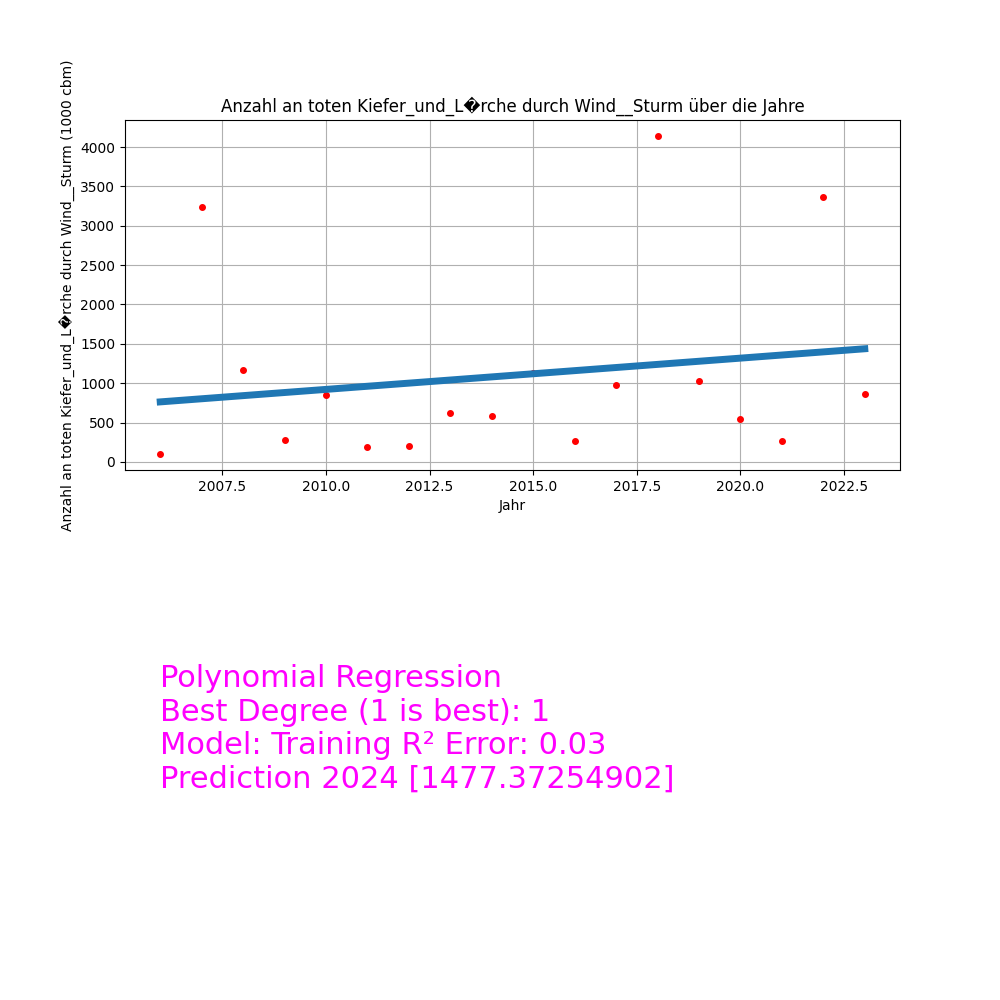 Anzahl an toten Kiefer_und_L�rche durch Wind__Sturm über die Jahre
Anzahl an toten Kiefer_und_L�rche durch Wind__Sturm (1000 cbm)
4000
3500
3000
2500
2000
1500
1000
500
0
2007.5 2010.0 2012.5 2015.0 2017.5 2020.0 2022.5
Jahr
Polynomial Regression
Best Degree (1 is best): 1
Model: Training R² Error: 0.03
Prediction 2024 [1477.37254902]